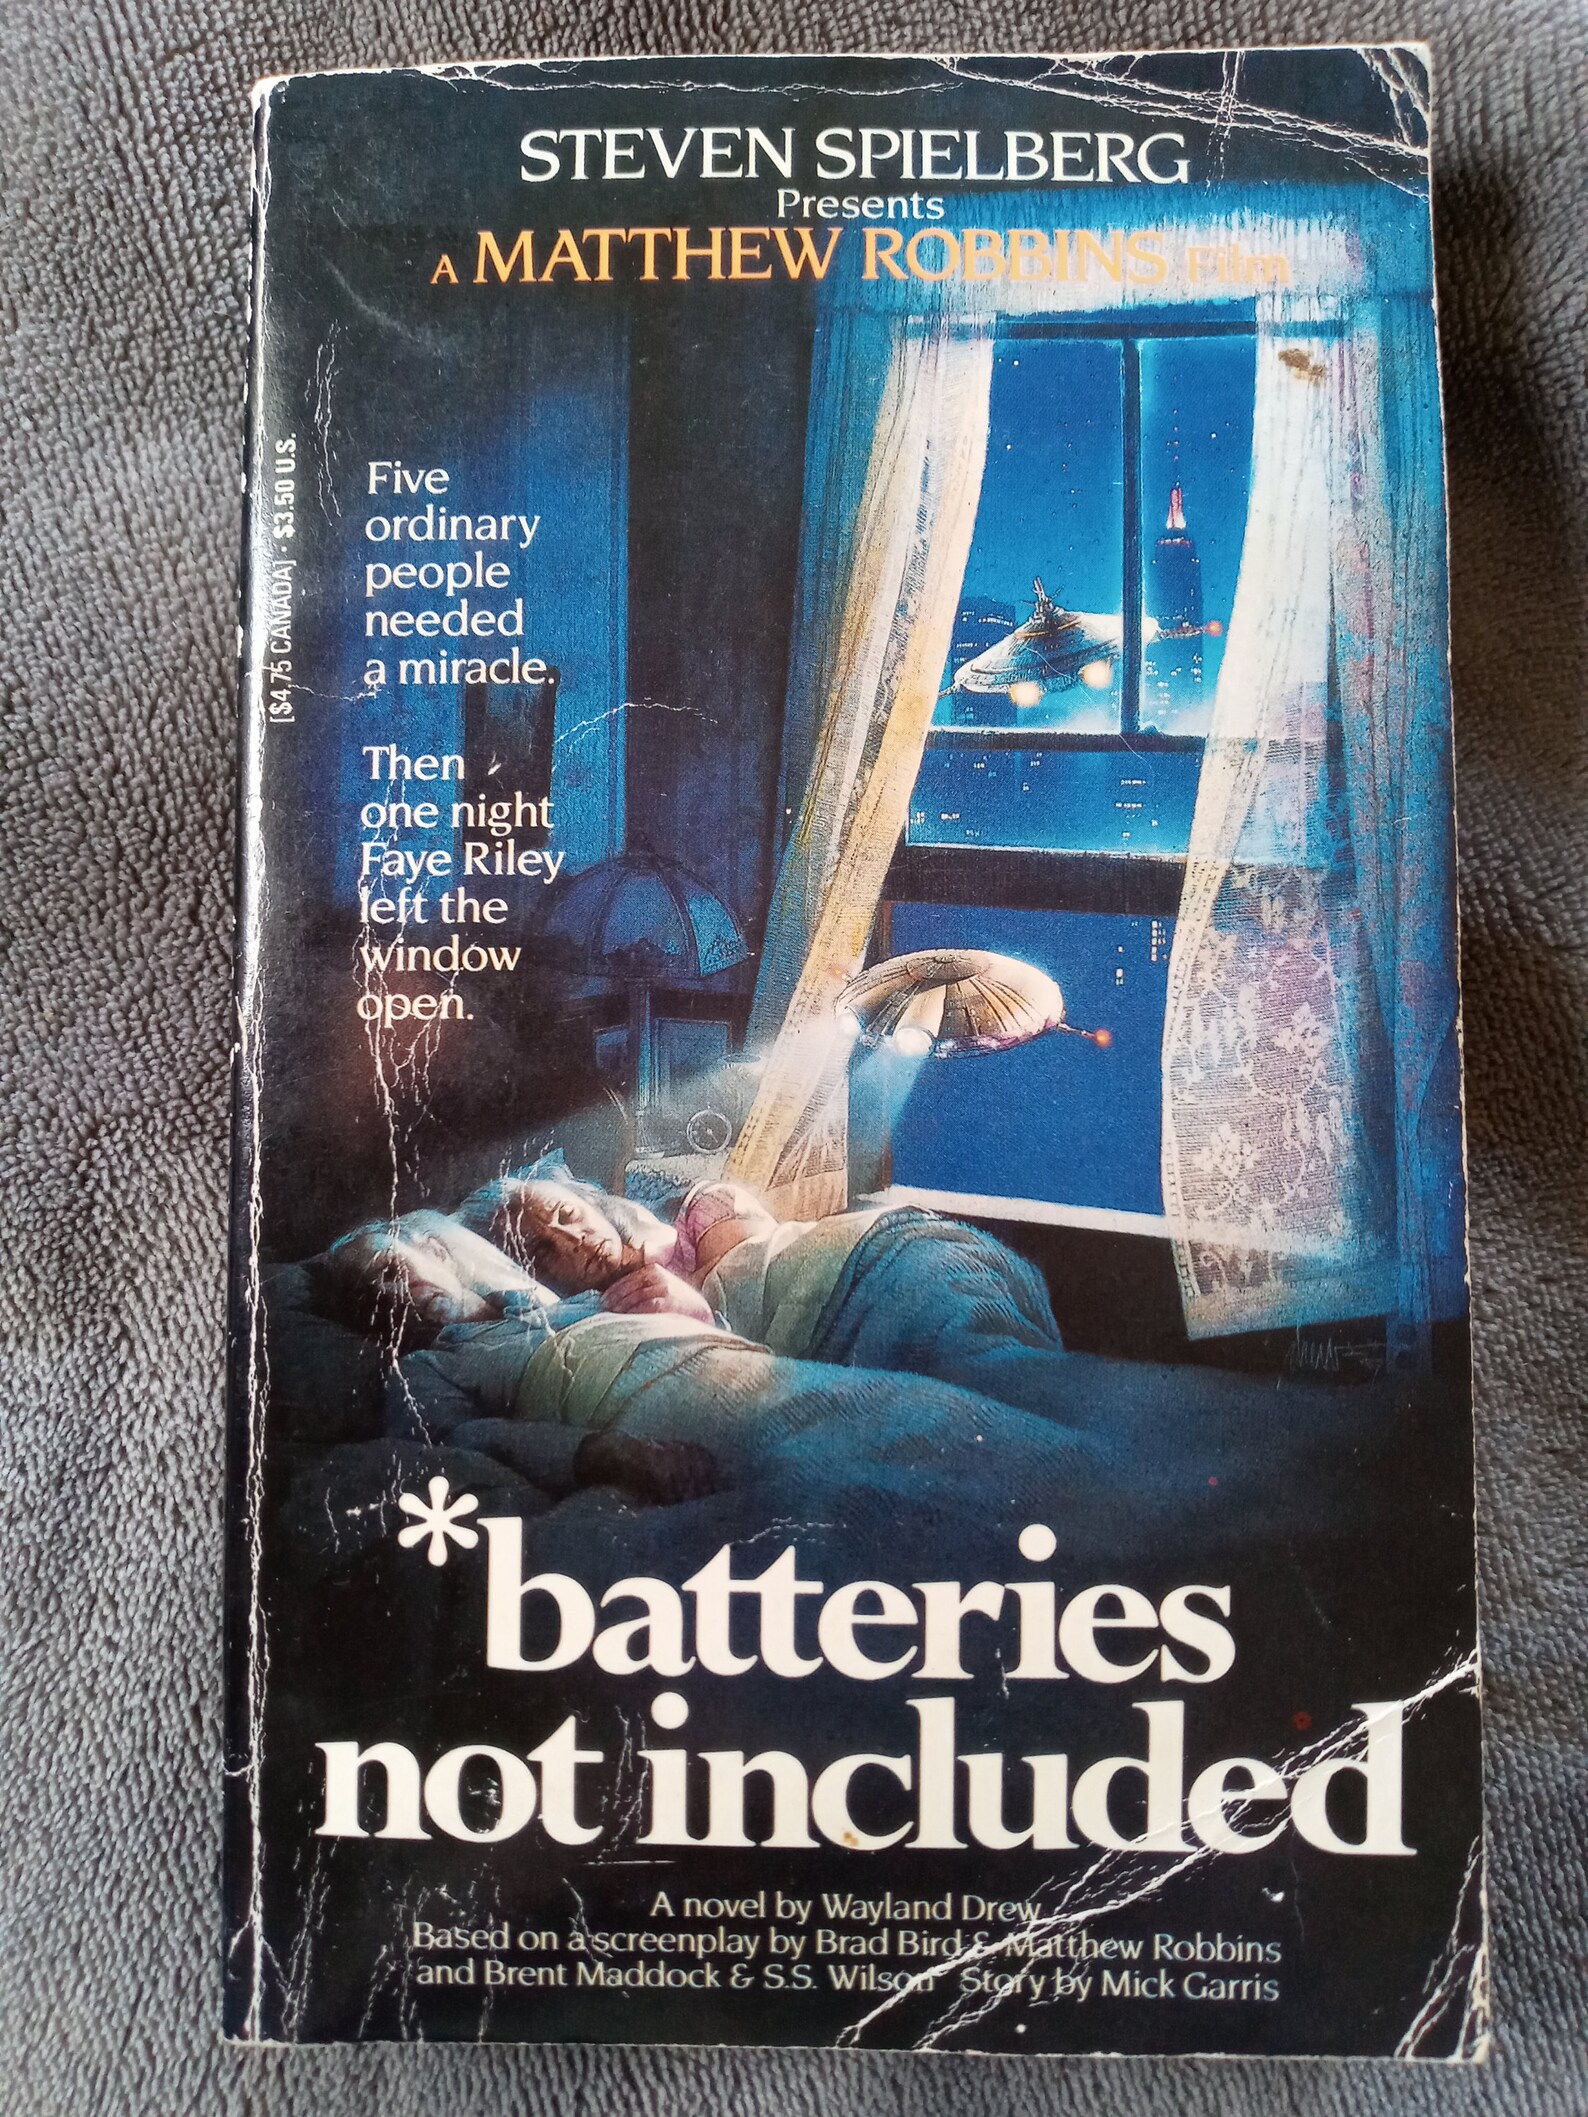 STEVEN SPIELBERG
Presents
A MATTHEW ROBBINS Film
[$4.75 CANADA] · $3.50 U.S.
Five
ordinary
people
needed
a miracle.
Then
one night
Faye Riley
left the
window
open.
*batteries
not included
A novel by Wayland Drew
Based on a screenplay by Brad Bird & Matthew Robbins
and Brent Maddock & S.S. Wilson Story by Mick Garris